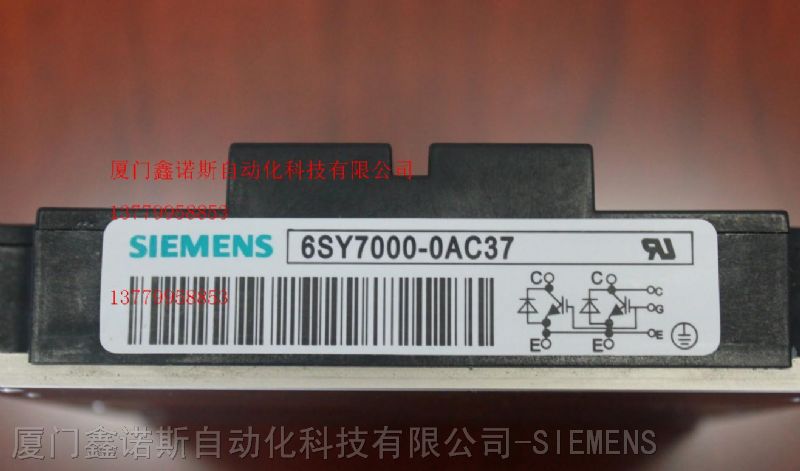 厦门鑫诺斯自动化科技有限公司
13779958853
SIEMENS 6SY7000-0AC37
13779958853
C C C
G
E
E E
厦门鑫诺斯自动化科技有限公司-SIEMENS